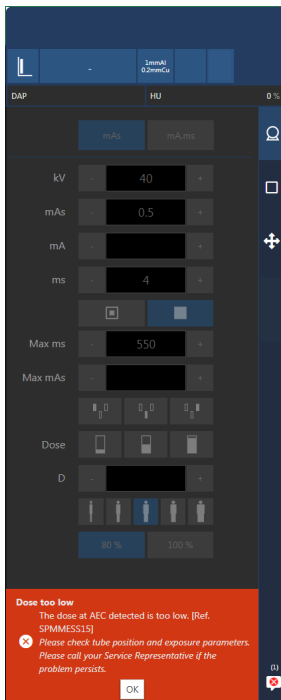 -
1mmAl
0.2mmCu
DAP HU 0 %
mAs mA.ms
kV - 40 +
mAs - 0.5 +
mA - +
ms - 4 +
Max ms - 550 +
Max mAs - +
Dose
D - +
80 % 100 %
Dose too low
The dose at AEC detected is too low. [Ref.
SPMMESS15]
Please check tube position and exposure parameters.
Please call your Service Representative if the
problem persists.
(1)
OK